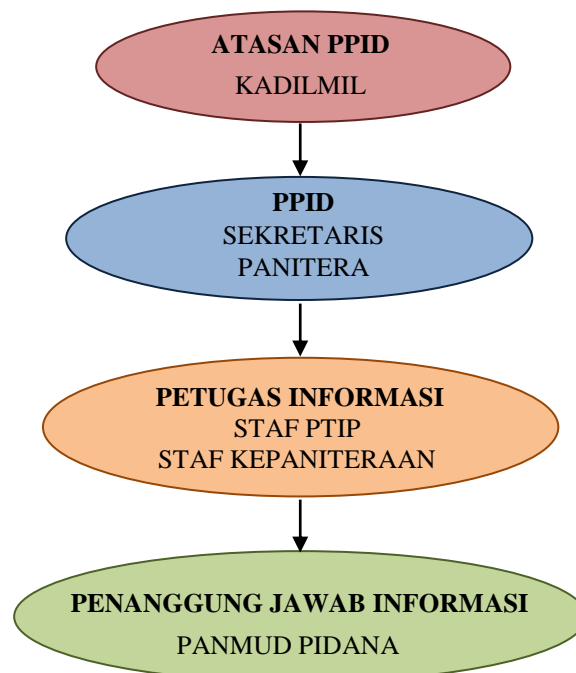 ATASAN PPID
KADILMIL
PPID
SEKRETARIS
PANITERA
PETUGAS INFORMASI
STAF PTIP
STAF KEPANITERAAN
PENANGGUNG JAWAB INFORMASI
PANMUD PIDANA